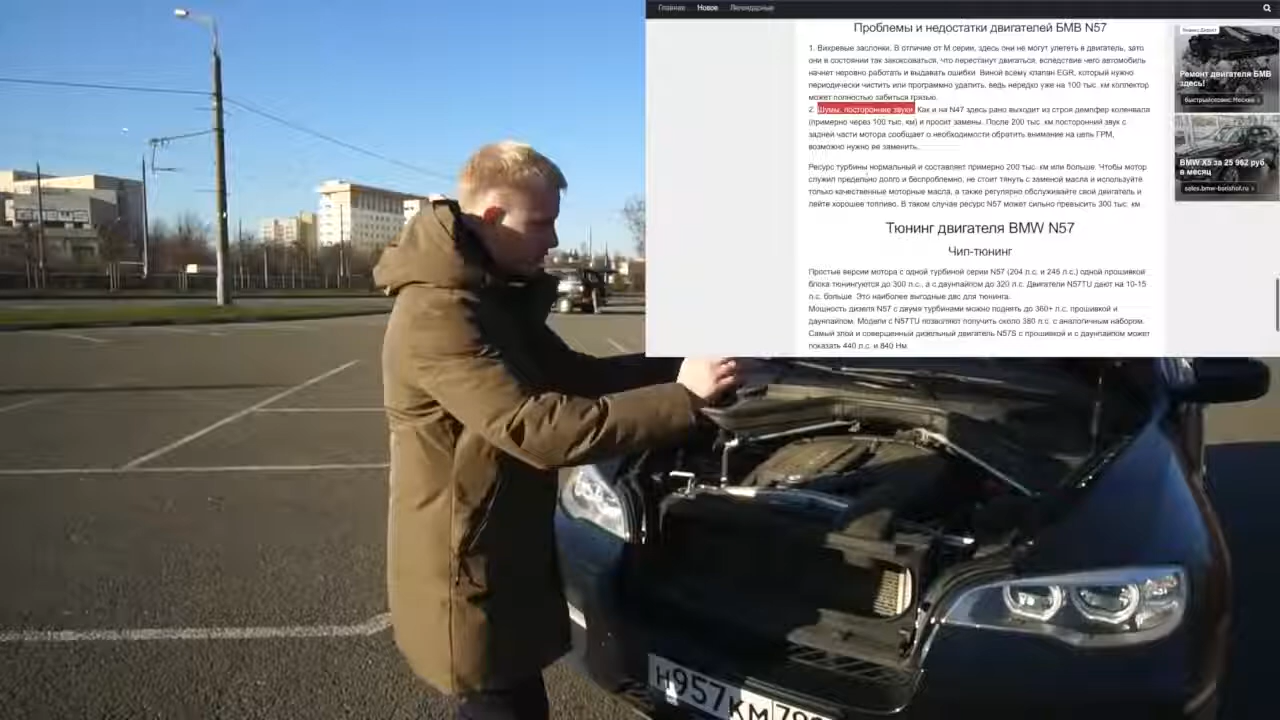 Главная Новое Легендарные
Проблемы и недостатки двигателей БМВ N57
1. Вихревые заслонки. В отличие от М серии, здесь они не могут улететь в двигатель, зато
они в состоянии так закоксоваться, что перестанут двигаться, вследствие чего автомобиль
начнет неровно работать и выдавать ошибки. Виной всему клапан EGR, который нужно
периодически чистить или программно удалить, ведь нередко уже на 100 тыс. км коллектор
может полностью забиться грязью.
2. Шумы, посторонние звуки. Как и на N47 здесь рано выходит из строя демпфер коленвала
(примерно через 100 тыс. км) и просит замены. После 200 тыс. км посторонний звук с
задней части мотора сообщает о необходимости обратить внимание на цепь ГРМ,
возможно нужно ее заменить.
Ресурс турбины нормальный и составляет примерно 200 тыс. км или больше. Чтобы мотор
служил предельно долго и беспроблемно, не стоит тянуть с заменой масла и используйте
только качественные моторные масла, а также регулярно обслуживайте свой двигатель и
лейте хорошее топливо. В таком случае ресурс N57 может сильно превысить 300 тыс. км
Тюнинг двигателя BMW N57
Чип-тюнинг
Простые версии мотора с одной турбиной серии N57 (204 л.с. и 245 л.с.) одной прошивкой
блока тюнингуются до 300 л.с., а с даунпайпом до 320 л.с. Двигатели N57TU дают на 10-15
л.с. больше. Это наиболее выгодные двс для тюнинга.
Мощность дизеля N57 с двумя турбинами можно поднять до 360+ л.с. прошивкой и
даунпайпом. Модели с N57TU позволяют получить около 380 л.с. с аналогичным набором.
Самый злой и совершенный дизельный двигатель N57S с прошивкой и с даунпайпом может
показать 440 л.с. и 840 Нм.
Яндекс.Директ
Ремонт двигателя БМВ
здесь!
быстрыйсервис.Москва
BMW X5 за 25 962 руб.
в месяц
sales.bmw-borishof.ru
Н957КМ